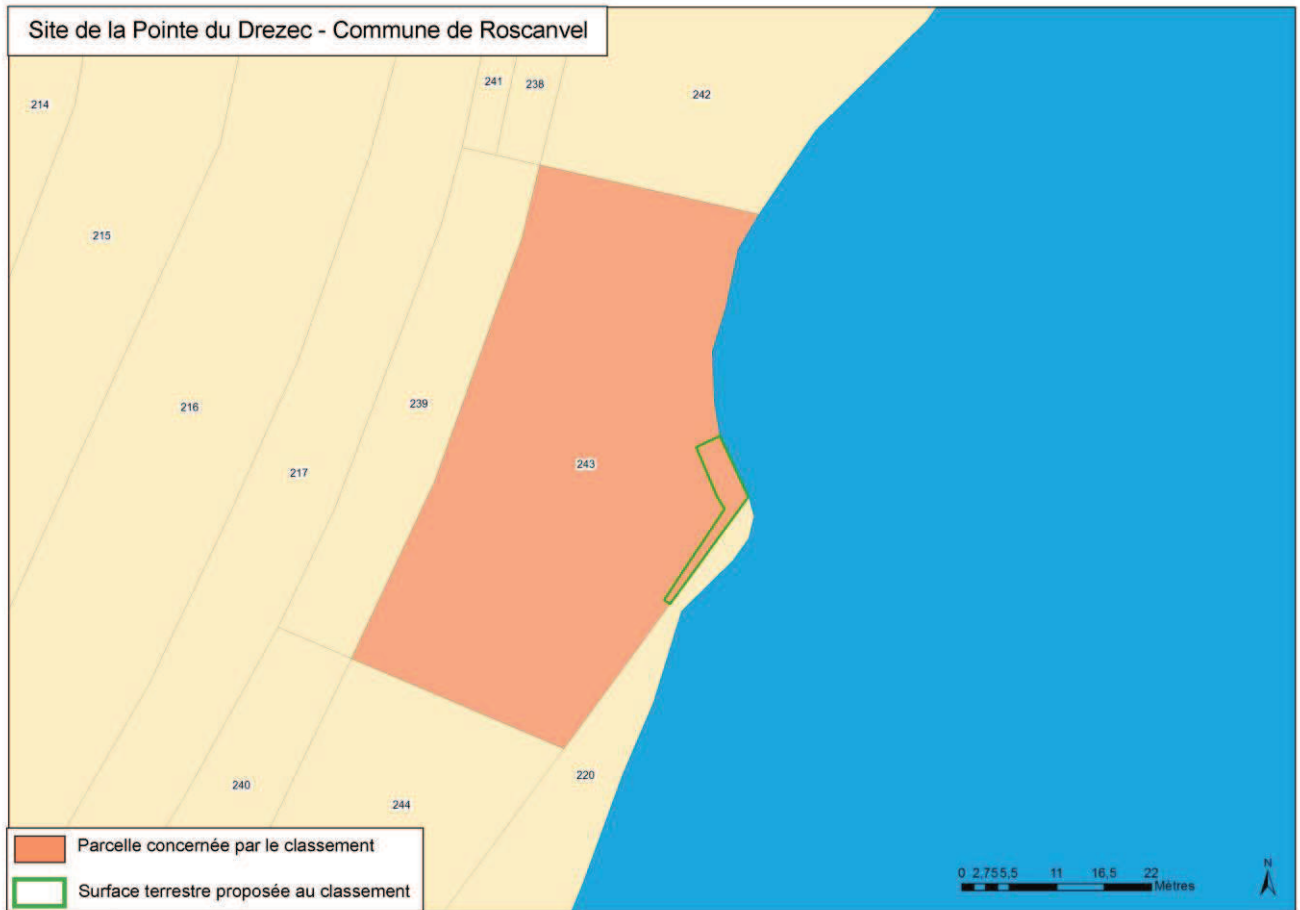 Site de la Pointe du Drezec - Commune de Roscanvel
241
238
242
214
215
239
216
243
217
220
240
244
Parcelle concernée par le classement
Surface terrestre proposée au classement
0 2,75 5,5 11 16,5 22
Mètres
N